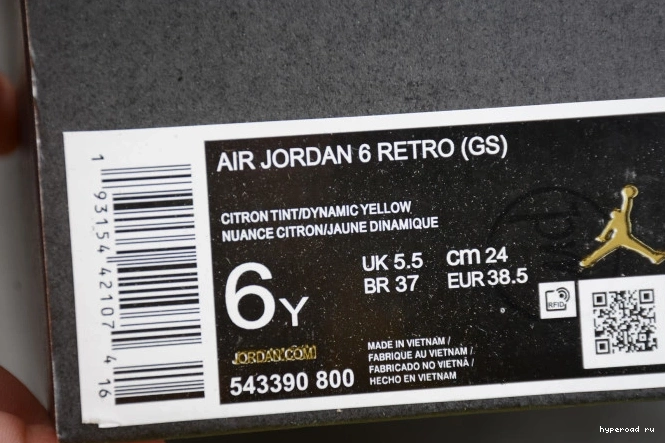 AIR JORDAN 6 RETRO (GS)
CITRON TINT/DYNAMIC YELLOW
NUANCE CITRON/JAUNE DINAMIQUE
6Y
UK 5.5 cm 24
BR 37 EUR 38.5
RFID
JORDAN.COM
543390 800
MADE IN VIETNAM /
FABRIQUE AU VIETNAM /
FABRICADO NO VIETNÃ /
HECHO EN VIETNAM
1 93154 42107 4 16
hyperoad ru